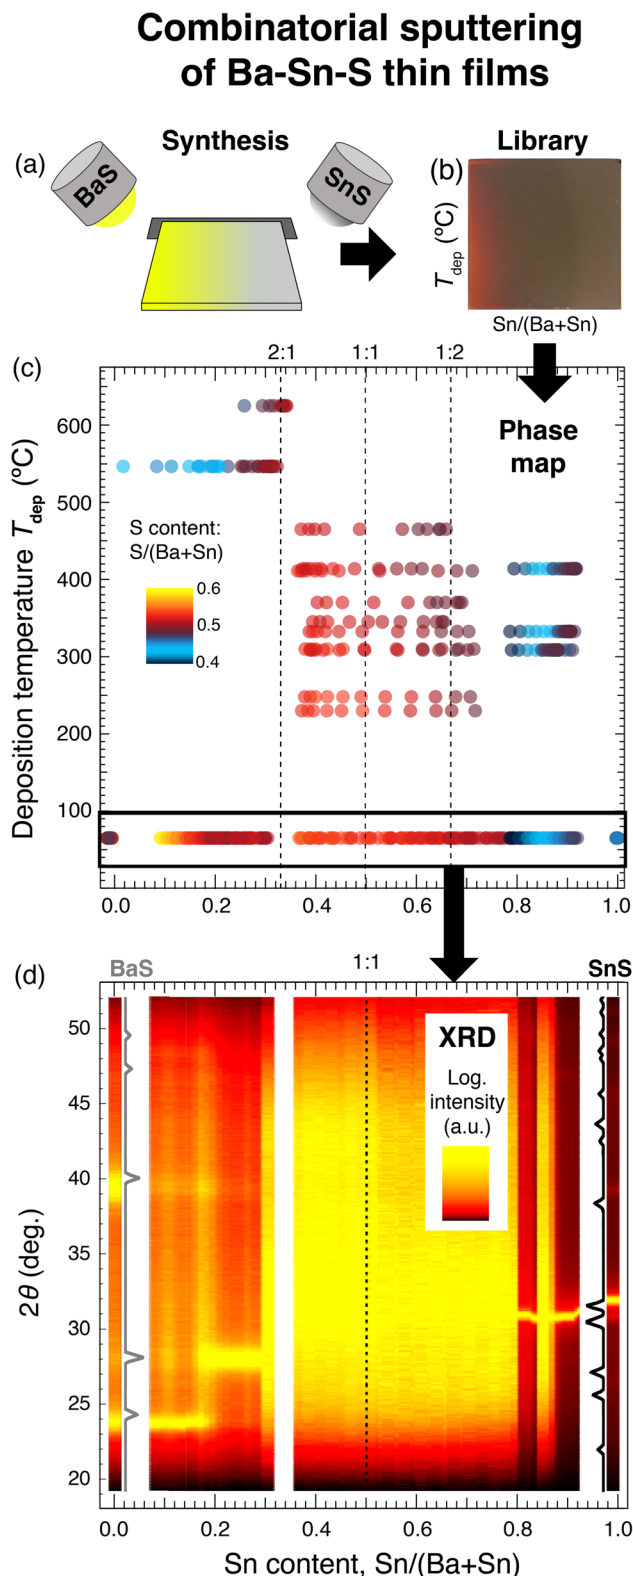 Combinatorial sputtering
of Ba-Sn-S thin films
Synthesis
Library
(a)
BaS
SnS
(b)
T_dep (ºC)
Sn/(Ba+Sn)
(c)
2:1
1:1
1:2
Phase
map
Deposition temperature T_dep (ºC)
600
500
400
300
200
100
S content:
S/(Ba+Sn)
0.6
0.5
0.4
0.0
0.2
0.4
0.6
0.8
1.0
(d)
BaS
1:1
SnS
XRD
Log.
intensity
(a.u.)
2θ (deg.)
50
45
40
35
30
25
20
0.0
0.2
0.4
0.6
0.8
1.0
Sn content, Sn/(Ba+Sn)